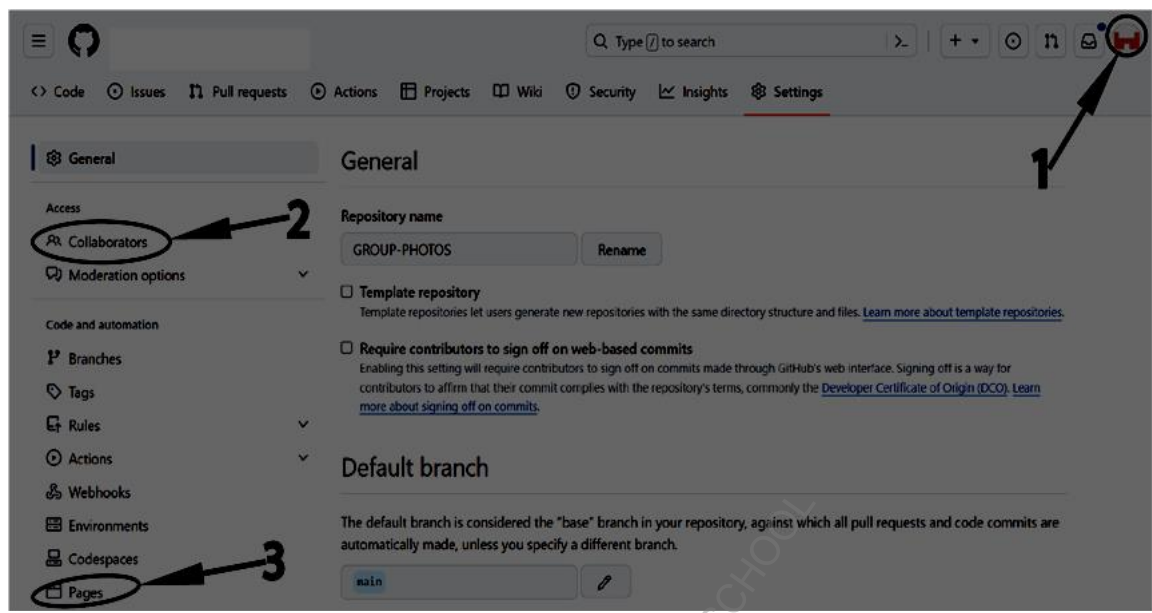 Type / to search
Code Issues Pull requests Actions Projects Wiki Security Insights Settings
1
General
General
Access
2
Repository name
Collaborators
GROUP-PHOTOS Rename
Moderation options
Template repository
Template repositories let users generate new repositories with the same directory structure and files. Learn more about template repositories.
Code and automation
Require contributors to sign off on web-based commits
Branches
Enabling this setting will require contributors to sign off on commits made through GitHub's web interface. Signing off is a way for
contributors to affirm that their commit complies with the repository's terms, commonly the Developer Certificate of Origin (DCO). Learn
more about signing off on commits.
Tags
Rules
Actions
Default branch
Webhooks
Environments
The default branch is considered the "base" branch in your repository, against which all pull requests and code commits are
automatically made, unless you specify a different branch.
Codespaces
3
main
Pages
SCHOOL